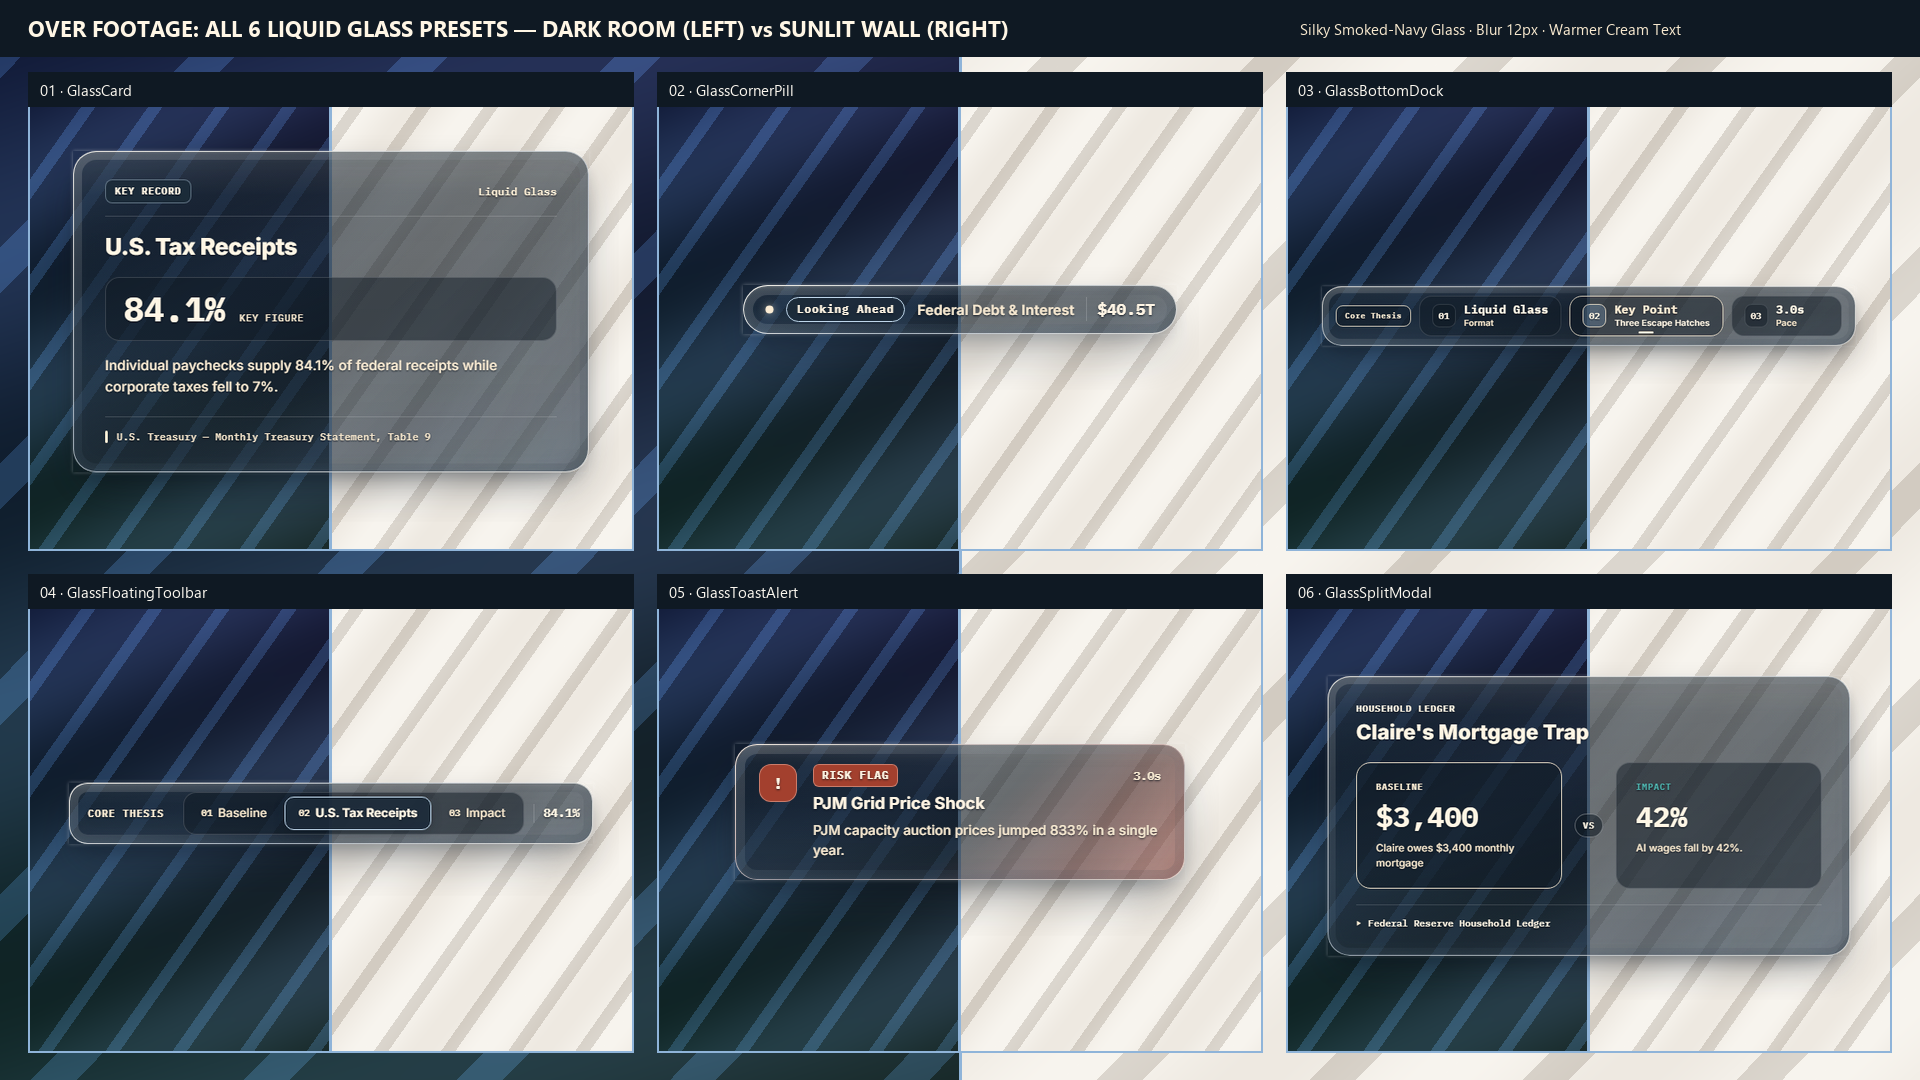 OVER FOOTAGE: ALL 6 LIQUID GLASS PRESETS — DARK ROOM (LEFT) vs SUNLIT WALL (RIGHT)
Silky Smoked-Navy Glass · Blur 12px · Warmer Cream Text
01 · GlassCard
KEY RECORD
Liquid Glass
U.S. Tax Receipts
84.1% KEY FIGURE
Individual paychecks supply 84.1% of federal receipts while
corporate taxes fell to 7%.
U.S. Treasury — Monthly Treasury Statement, Table 9
02 · GlassCornerPill
Looking Ahead Federal Debt & Interest $40.5T
03 · GlassBottomDock
Core Thesis
01 Liquid Glass
Format
02 Key Point
Three Escape Hatches
03 3.0s
Pace
04 · GlassFloatingToolbar
CORE THESIS 01 Baseline 02 U.S. Tax Receipts 03 Impact 84.1%
05 · GlassToastAlert
!
RISK FLAG
3.0s
PJM Grid Price Shock
PJM capacity auction prices jumped 833% in a single
year.
06 · GlassSplitModal
HOUSEHOLD LEDGER
Claire's Mortgage Trap
BASELINE
$3,400
Claire owes $3,400 monthly
mortgage
VS
IMPACT
42%
AI wages fall by 42%.
‣ Federal Reserve Household Ledger